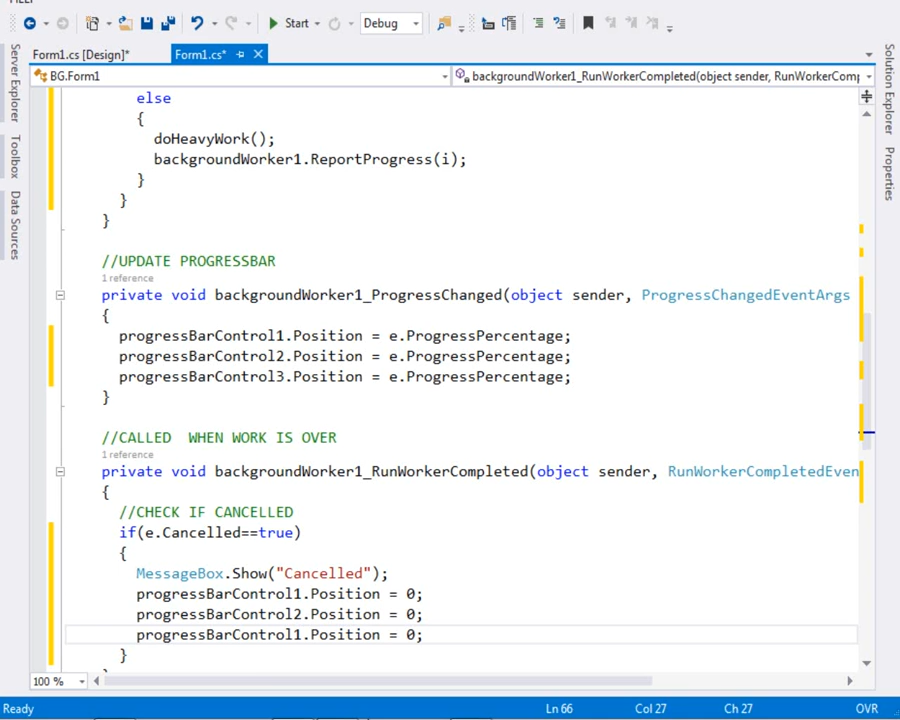 Start
Debug
Form1.cs [Design]*
Form1.cs*
BG.Form1
backgroundWorker1_RunWorkerCompleted(object sender, RunWorkerComp
Server Explorer
Toolbox
Data Sources
Solution Explorer
Properties
else
{
doHeavyWork();
backgroundWorker1.ReportProgress(i);
}
}
}
//UPDATE PROGRESSBAR
1 reference
private void backgroundWorker1_ProgressChanged(object sender, ProgressChangedEventArgs
{
progressBarControl1.Position = e.ProgressPercentage;
progressBarControl2.Position = e.ProgressPercentage;
progressBarControl3.Position = e.ProgressPercentage;
}
//CALLED  WHEN WORK IS OVER
1 reference
private void backgroundWorker1_RunWorkerCompleted(object sender, RunWorkerCompletedEven
{
//CHECK IF CANCELLED
if(e.Cancelled==true)
{
MessageBox.Show("Cancelled");
progressBarControl1.Position = 0;
progressBarControl2.Position = 0;
progressBarControl1.Position = 0;
}
100 %
Ready
Ln 66
Col 27
Ch 27
OVR